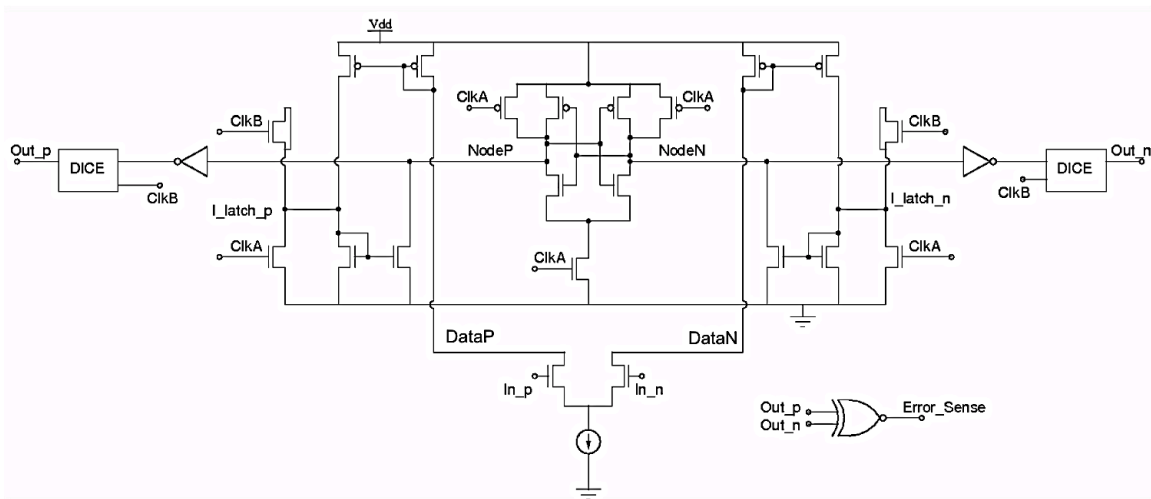 Vdd
ClkA
ClkA
ClkB
ClkB
Out_p
DICE
NodeP
NodeN
DICE
Out_n
ClkB
ClkB
I_latch_p
I_latch_n
ClkA
ClkA
ClkA
DataP
DataN
In_p
In_n
Out_p
Out_n
Error_Sense